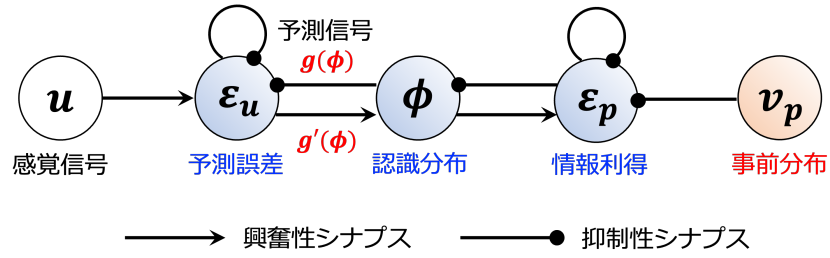 予測信号
g(ϕ)
u
ε_u
ϕ
ε_p
v_p
g′(ϕ)
感覚信号
予測誤差
認識分布
情報利得
事前分布
興奮性シナプス
抑制性シナプス